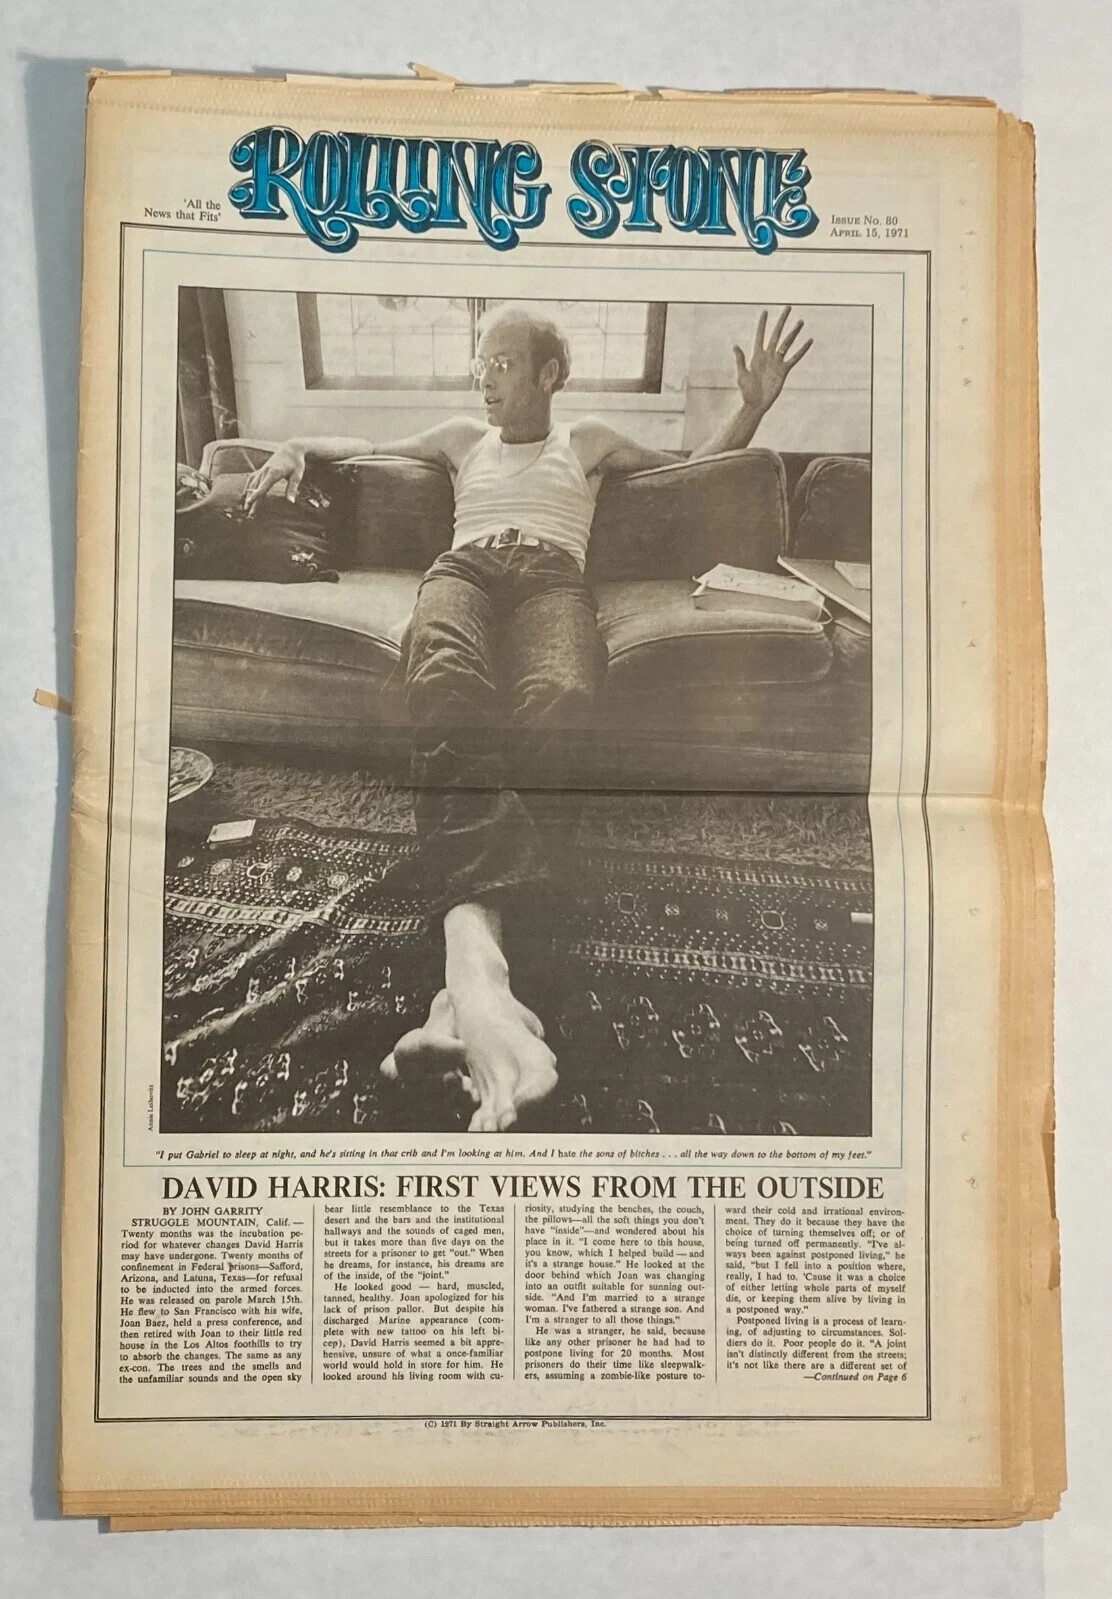 ROLLING STONE
'All the
News that Fits'
ISSUE NO. 80
APRIL 15, 1971
Annie Leibovitz
"I put Gabriel to sleep at night, and he's sitting in that crib and I'm looking at him. And I hate the sons of bitches . . . all the way down to the bottom of my feet."
DAVID HARRIS: FIRST VIEWS FROM THE OUTSIDE
BY JOHN GARRITY
STRUGGLE MOUNTAIN, Calif. —
Twenty months was the incubation pe-
riod for whatever changes David Harris
may have undergone. Twenty months of
confinement in Federal prisons—Safford,
Arizona, and Latuna, Texas—for refusal
to be inducted into the armed forces.
He was released on parole March 15th.
He flew to San Francisco with his wife,
Joan Baez, held a press conference, and
then retired with Joan to their little red
house in the Los Altos foothills to try
to absorb the changes. The same as any
ex-con. The trees and the smells and
the unfamiliar sounds and the open sky
bear little resemblance to the Texas
desert and the bars and the institutional
hallways and the sounds of caged men,
but it takes more than five days on the
streets for a prisoner to get "out." When
he dreams, for instance, his dreams are
of the inside, of the "joint."
He looked good — hard, muscled,
tanned, healthy. Joan apologized for his
lack of prison pallor. But despite his
discharged Marine appearance (com-
plete with new tattoo on his left bi-
cep), David Harris seemed a bit appre-
hensive, unsure of what a once-familiar
world would hold in store for him. He
looked around his living room with cu-
riosity, studying the benches, the couch,
the pillows—all the soft things you don't
have "inside"—and wondered about his
place in it. "I come here to this house,
you know, which I helped build — and
it's a strange house." He looked at the
door behind which Joan was changing
into an outfit suitable for sunning out-
side. "And I'm married to a strange
woman. I've fathered a strange son. And
I'm a stranger to all those things."
He was a stranger, he said, because
like any other prisoner he had had to
postpone living for 20 months. Most
prisoners do their time like sleepwalk-
ers, assuming a zombie-like posture to-
ward their cold and irrational environ-
ment. They do it because they have the
choice of turning themselves off; or of
being turned off permanently. "I've al-
ways been against postponed living," he
said, "but I fell into a position where,
really, I had to. 'Cause it was a choice
of either letting whole parts of myself
die, or keeping them alive by living in
a postponed way."
Postponed living is a process of learn-
ing, of adjusting to circumstances. Sol-
diers do it. Poor people do it. "A joint
isn't distinctly different from the streets;
it's not like there are a different set of
—Continued on Page 6
(C) 1971 By Straight Arrow Publishers, Inc.